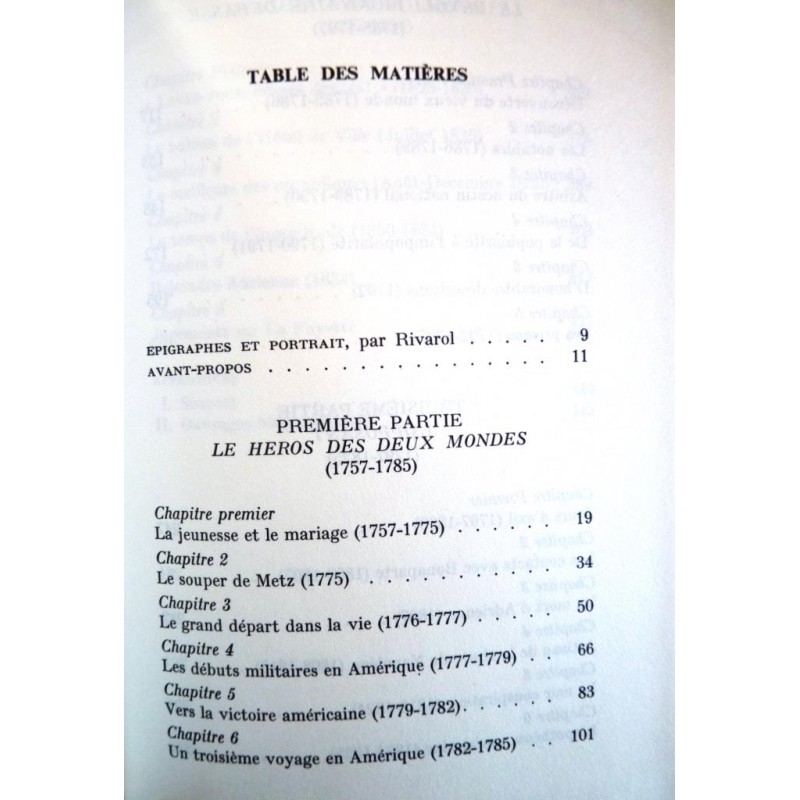 TABLE DES MATIÈRES
EPIGRAPHES ET PORTRAIT, par Rivarol . . . . . . 9
AVANT-PROPOS . . . . . . . . . . . . . . . . 11
PREMIÈRE PARTIE
LE HEROS DES DEUX MONDES
(1757-1785)
Chapitre premier
La jeunesse et le mariage (1757-1775) . . . . . . 19
Chapitre 2
Le souper de Metz (1775) . . . . . . . . . . . 34
Chapitre 3
Le grand départ dans la vie (1776-1777) . . . . . 50
Chapitre 4
Les débuts militaires en Amérique (1777-1779) . . 66
Chapitre 5
Vers la victoire américaine (1779-1782) . . . . . . 83
Chapitre 6
Un troisième voyage en Amérique (1782-1785) . . 101